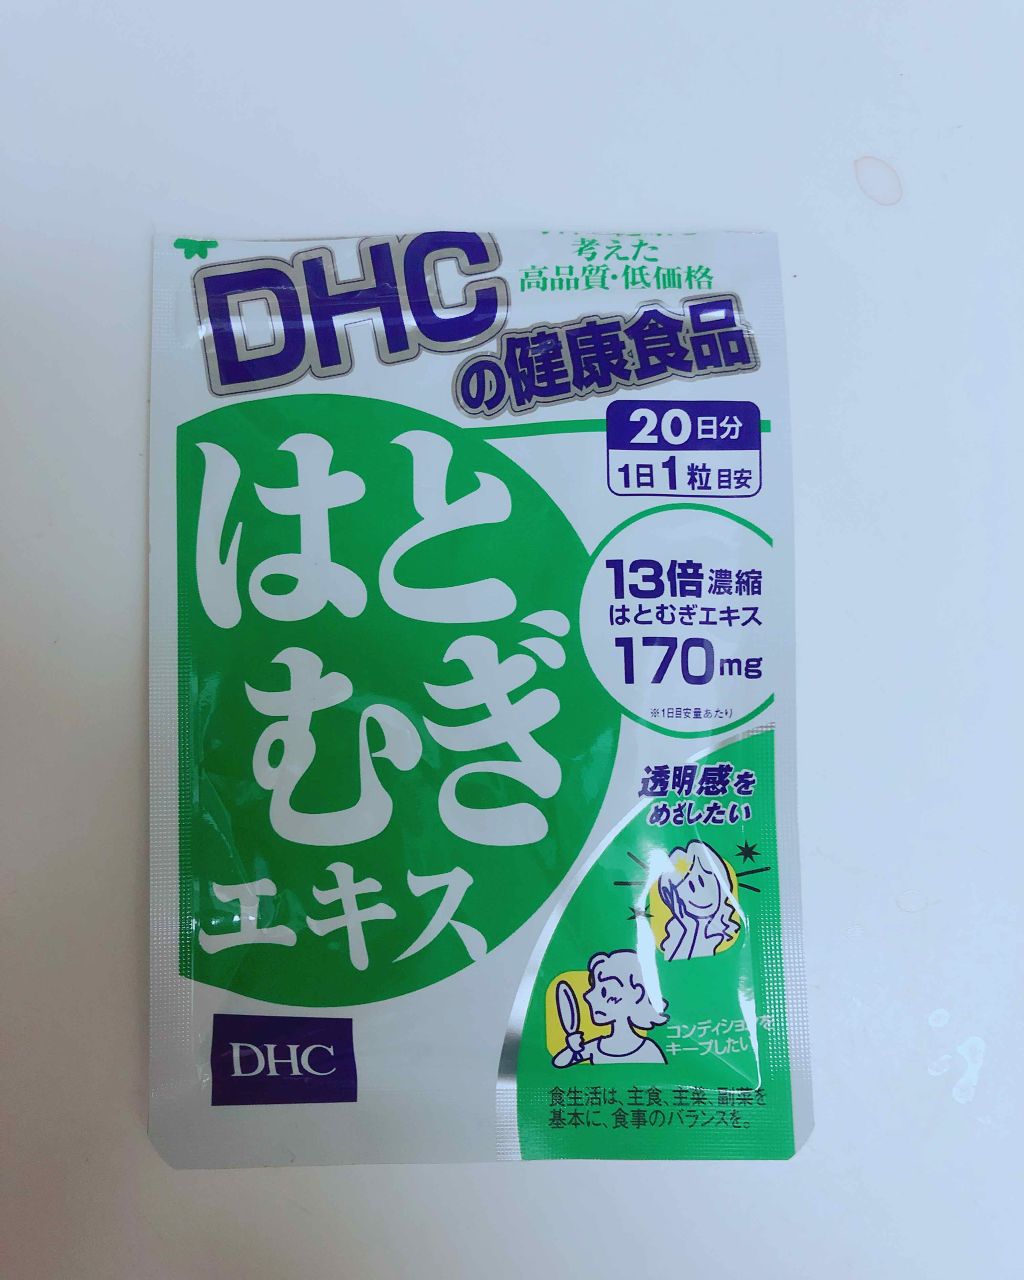 考えた
高品質・低価格
DHC
の健康食品
20日分
1日1粒目安
はと
むぎ
エキス
13倍濃縮
はとむぎエキス
170mg
※1日目安量あたり
透明感を
めざしたい
コンディションを
キープしたい
DHC
食生活は、主食、主菜、副菜を
基本に、食事のバランスを。